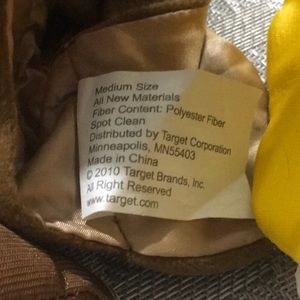 Medium Size
All New Materials
Fiber Content: Polyester Fiber
Spot Clean
Distributed by Target Corporation
Minneapolis, MN55403
Made in China
© 2010 Target Brands, Inc.
All Right Reserved
www.target.com